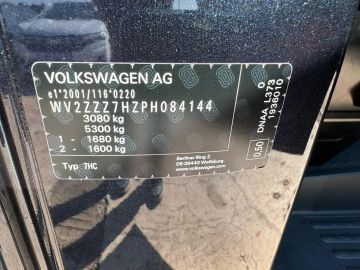 VOLKSWAGEN AG
e1*2001/116*0220
WV2ZZZ7HZPH084144
3080 kg
5300 kg
1 - 1680 kg
2 - 1600 kg
Typ 7HC
Berliner Ring 2
DE-38440 Wolfsburg
www.volkswagen.com
0.50
DNAA L373 0
1936010